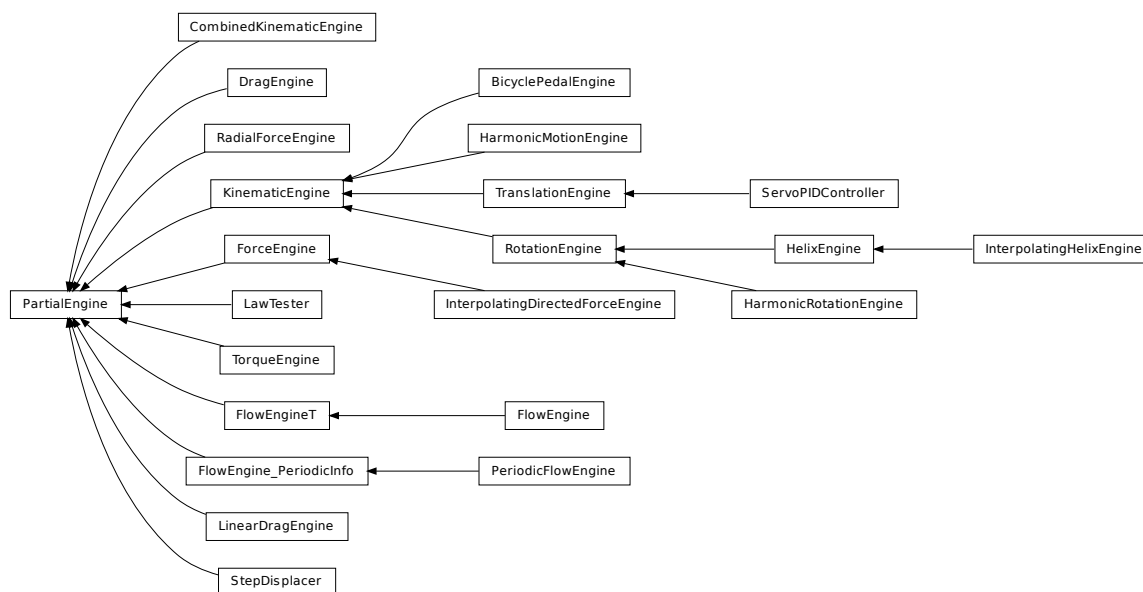 CombinedKinematicEngine
DragEngine
BicyclePedalEngine
RadialForceEngine
HarmonicMotionEngine
KinematicEngine
TranslationEngine
ServoPIDController
ForceEngine
RotationEngine
HelixEngine
InterpolatingHelixEngine
PartialEngine
LawTester
InterpolatingDirectedForceEngine
HarmonicRotationEngine
TorqueEngine
FlowEngineT
FlowEngine
FlowEngine_PeriodicInfo
PeriodicFlowEngine
LinearDragEngine
StepDisplacer